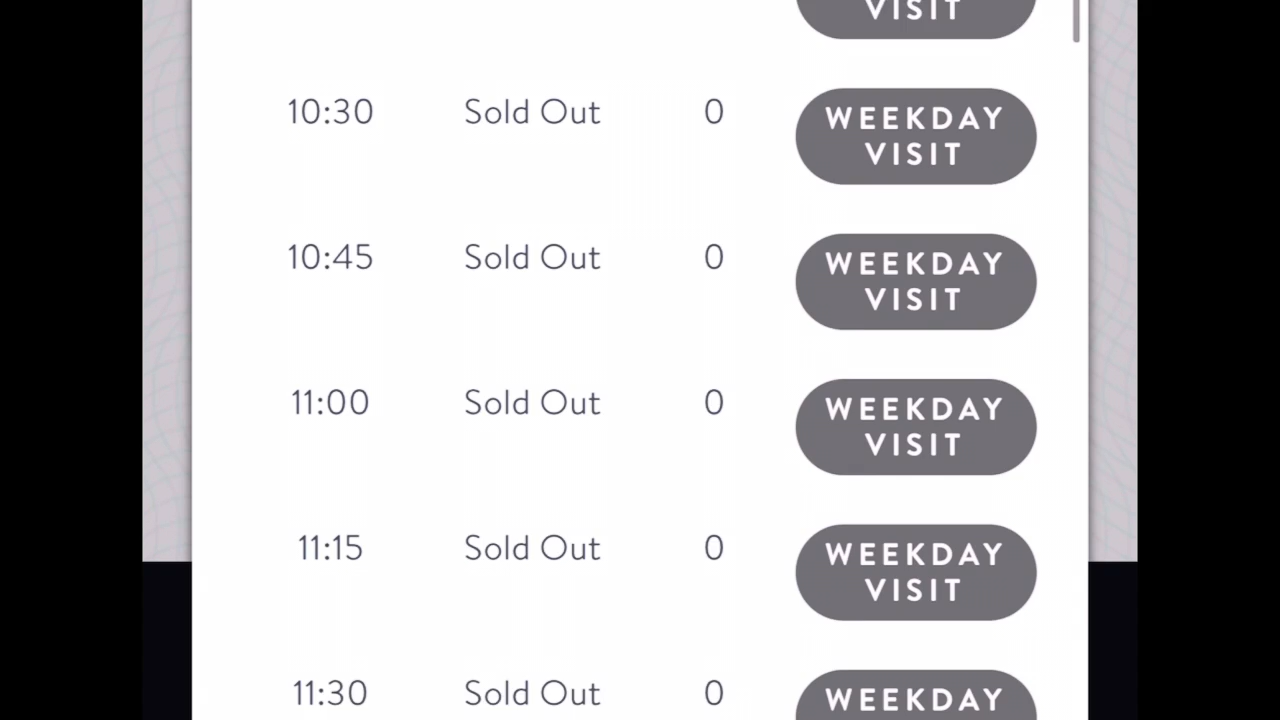 VISIT
10:30 Sold Out 0 WEEKDAY
VISIT
10:45 Sold Out 0 WEEKDAY
VISIT
11:00 Sold Out 0 WEEKDAY
VISIT
11:15 Sold Out 0 WEEKDAY
VISIT
11:30 Sold Out 0 WEEKDAY